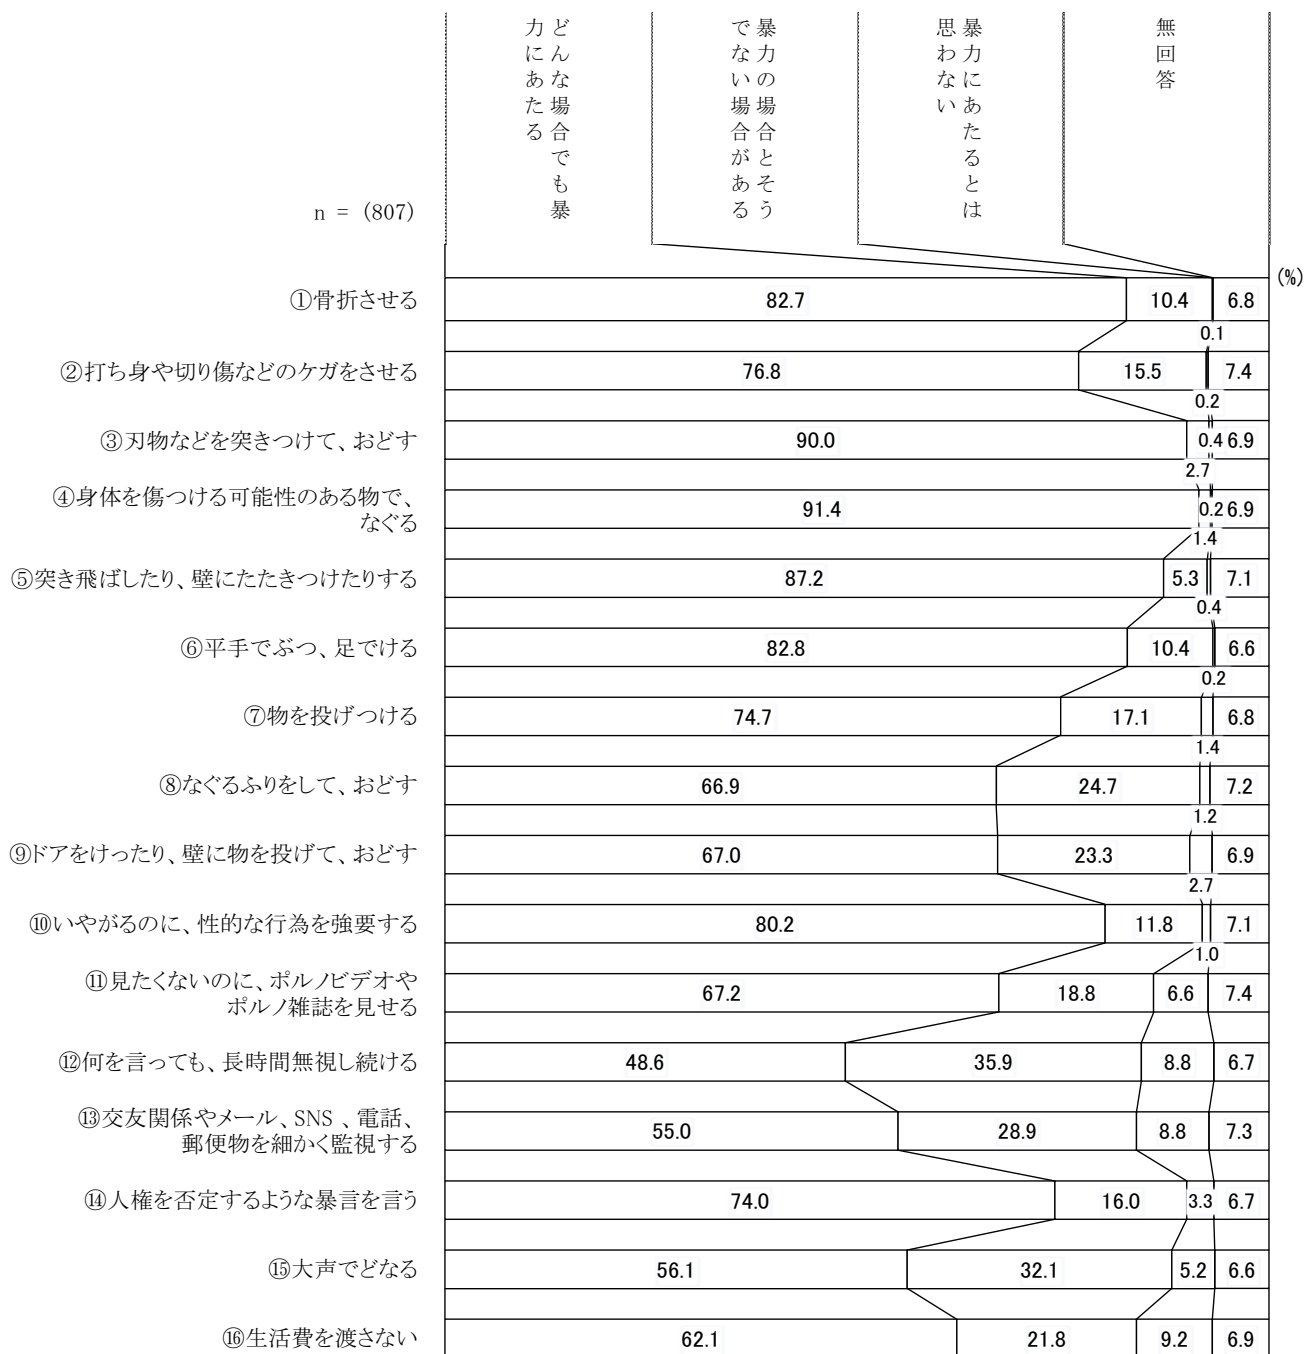 どんな場合でも暴
力にあたる
暴力の場合とそう
でない場合がある
暴力にあたるとは
思わない
無回答
n = (807)
(%)
①骨折させる
82.7 10.4 6.8
0.1
②打ち身や切り傷などのケガをさせる
76.8 15.5 7.4
0.2
③刃物などを突きつけて、おどす
90.0 0.4 6.9
2.7
④身体を傷つける可能性のある物で、
なぐる
91.4 0.2 6.9
1.4
⑤突き飛ばしたり、壁にたたきつけたりする
87.2 5.3 7.1
0.4
⑥平手でぶつ、足でける
82.8 10.4 6.6
0.2
⑦物を投げつける
74.7 17.1 6.8
1.4
⑧なぐるふりをして、おどす
66.9 24.7 7.2
1.2
⑨ドアをけったり、壁に物を投げて、おどす
67.0 23.3 6.9
2.7
⑩いやがるのに、性的な行為を強要する
80.2 11.8 7.1
1.0
⑪見たくないのに、ポルノビデオや
ポルノ雑誌を見せる
67.2 18.8 6.6 7.4
⑫何を言っても、長時間無視し続ける
48.6 35.9 8.8 6.7
⑬交友関係やメール、SNS 、電話、
郵便物を細かく監視する
55.0 28.9 8.8 7.3
⑭人権を否定するような暴言を言う
74.0 16.0 3.3 6.7
⑮大声でどなる
56.1 32.1 5.2 6.6
⑯生活費を渡さない
62.1 21.8 9.2 6.9